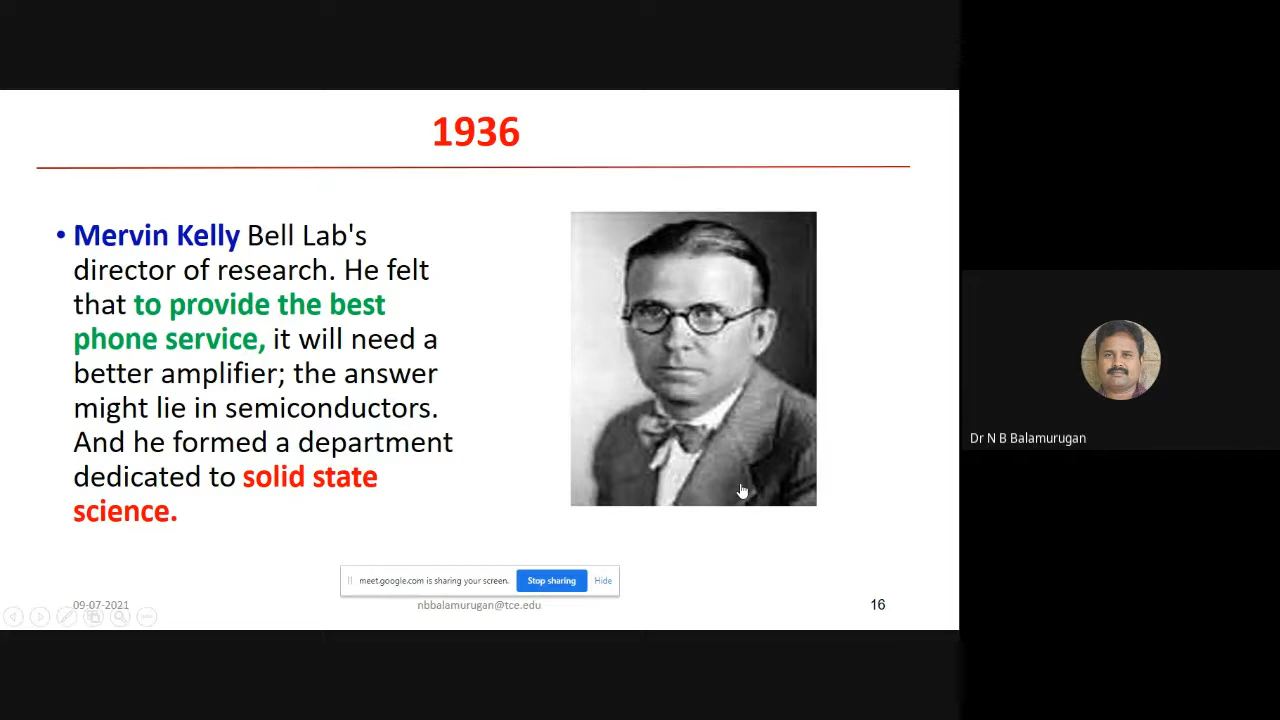 1936
• Mervin Kelly Bell Lab's
director of research. He felt
that to provide the best
phone service, it will need a
better amplifier; the answer
might lie in semiconductors.
And he formed a department
dedicated to solid state
science.
meet.google.com is sharing your screen.
Stop sharing
Hide
09-07-2021
nbbalamurugan@tce.edu
16
Dr N B Balamurugan